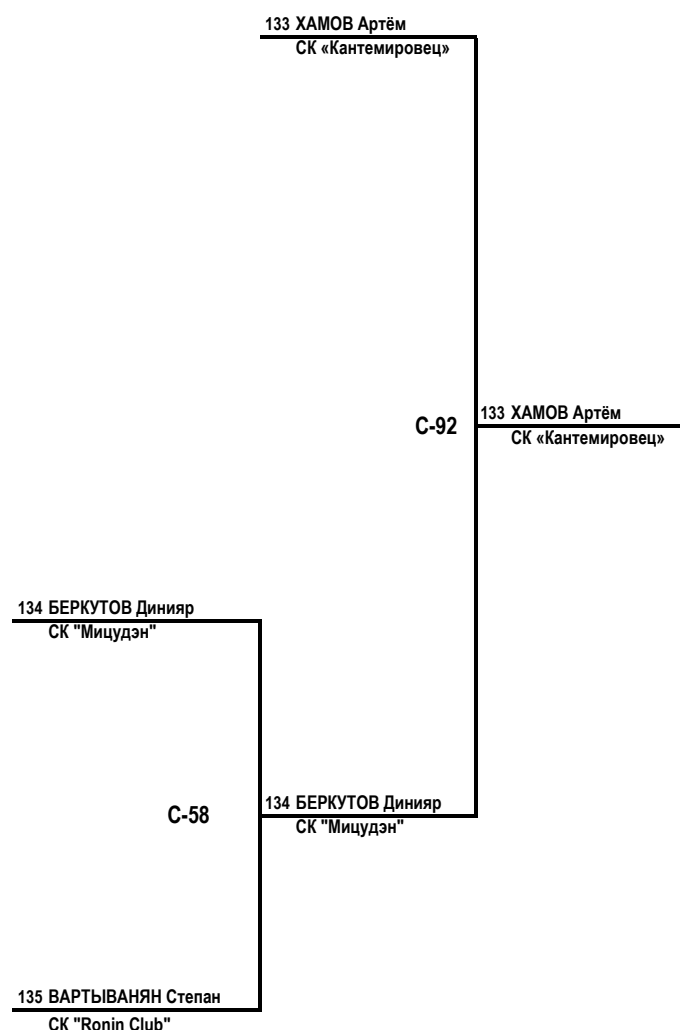 133 ХАМОВ Артём
СК «Кантемировец»
С-92
133 ХАМОВ Артём
СК «Кантемировец»
134 БЕРКУТОВ Динияр
СК "Мицудэн"
С-58
134 БЕРКУТОВ Динияр
СК "Мицудэн"
135 ВАРТЫВАНЯН Степан
СК "Ronin Club"